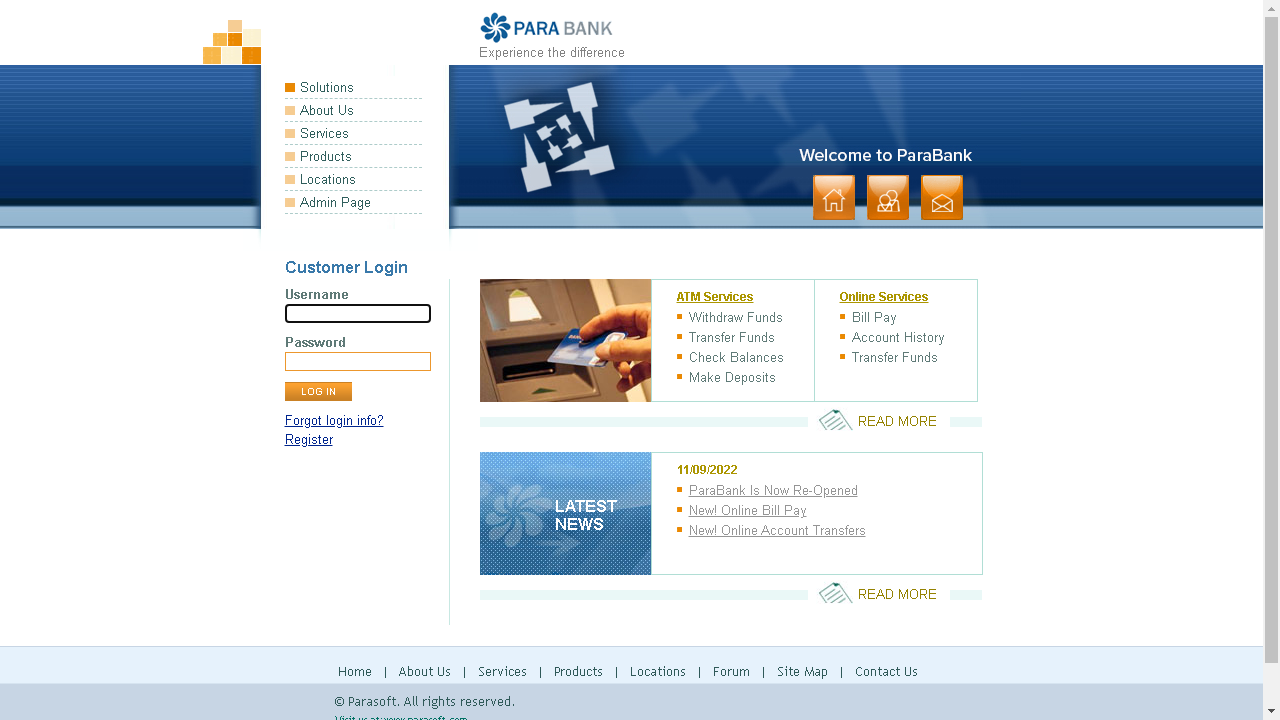 PARA BANK
Experience the difference
Solutions
About Us
Services
Products
Locations
Admin Page
Welcome to ParaBank
Customer Login
Username
Password
LOG IN
Forgot login info?
Register
ATM Services
Withdraw Funds
Transfer Funds
Check Balances
Make Deposits
Online Services
Bill Pay
Account History
Transfer Funds
READ MORE
LATEST
NEWS
11/09/2022
ParaBank Is Now Re-Opened
New! Online Bill Pay
New! Online Account Transfers
READ MORE
Home | About Us | Services | Products | Locations | Forum | Site Map | Contact Us
© Parasoft. All rights reserved.
Visit us at: www.parasoft.com